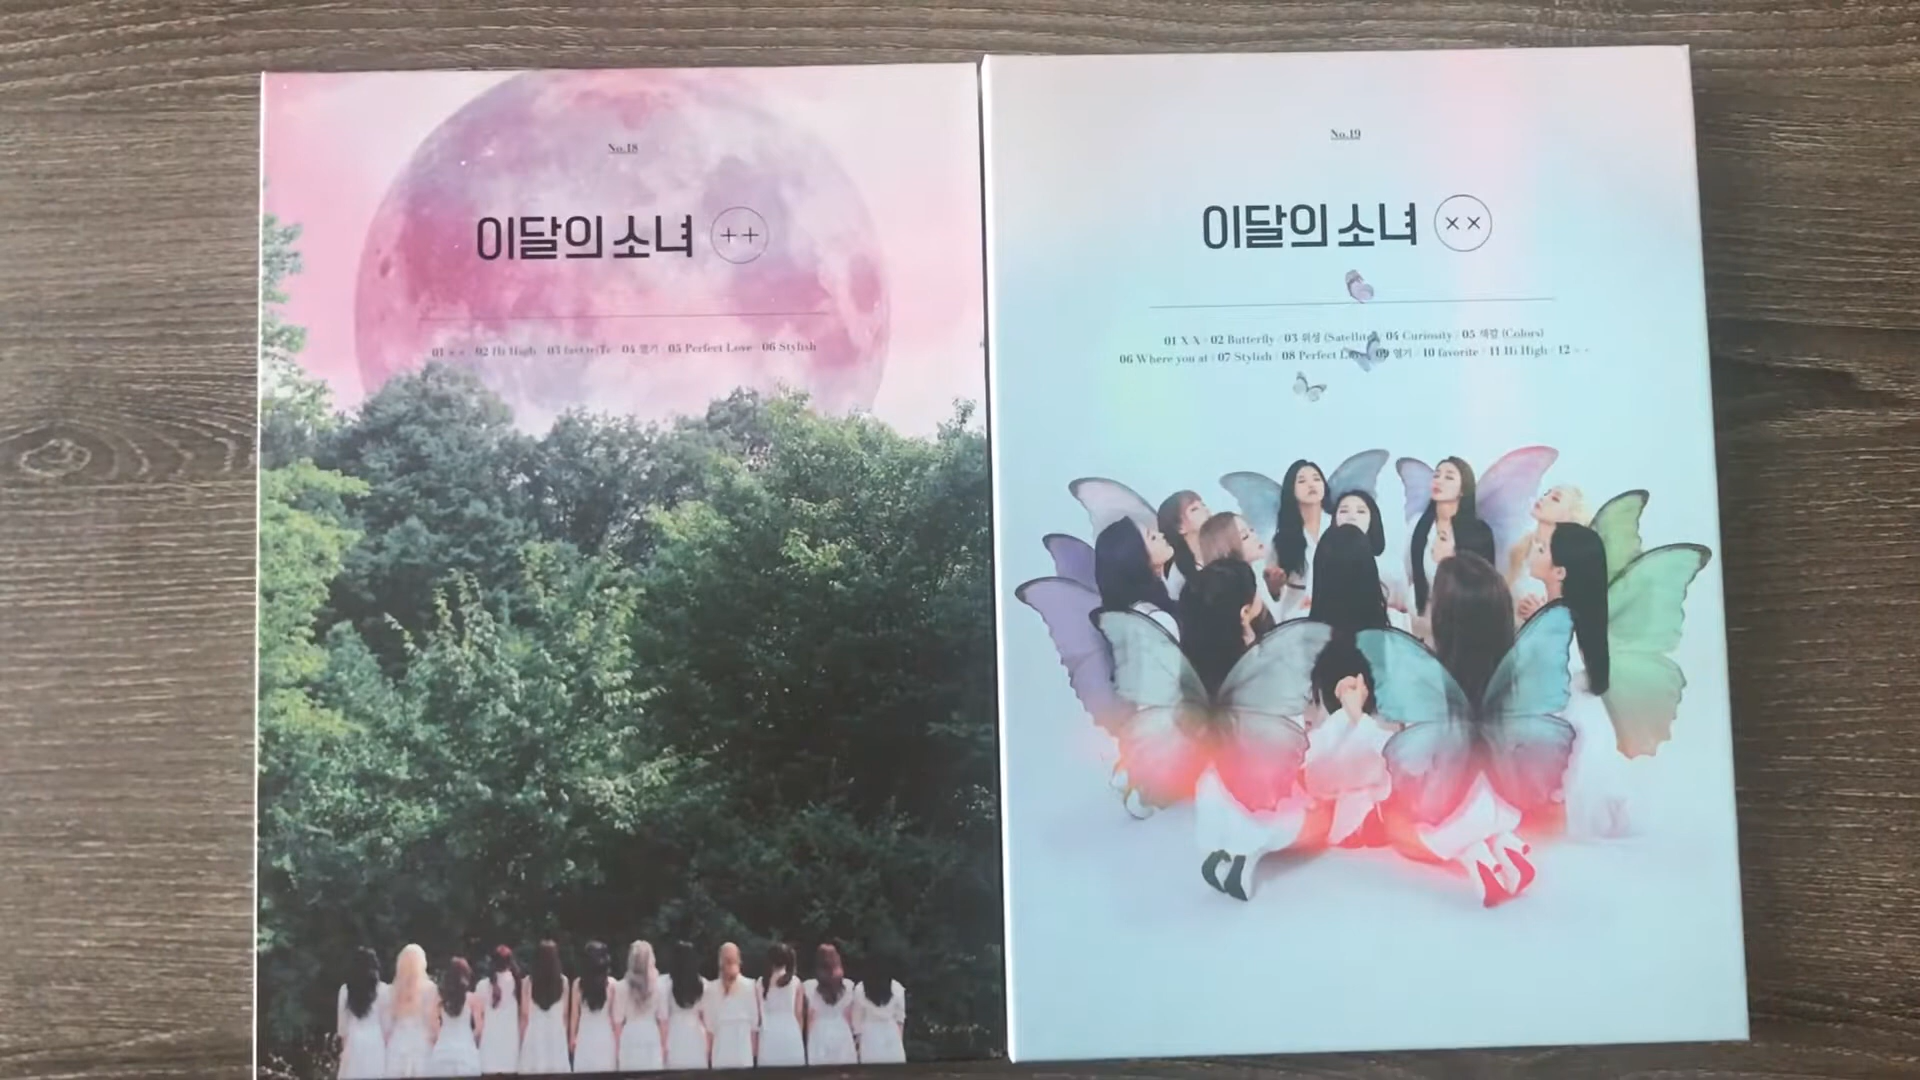 No.18
이달의 소녀 ++
01 + + / 02 Hi High / 03 favOriTe / 04 열기 / 05 Perfect Love / 06 Stylish
No.19
이달의 소녀 ××
01 X X / 02 Butterfly / 03 위성 (Satellite) / 04 Curiosity / 05 색깔 (Colors)
06 Where you at / 07 Stylish / 08 Perfect Love / 09 열기 / 10 favorite / 11 Hi High / 12 + +